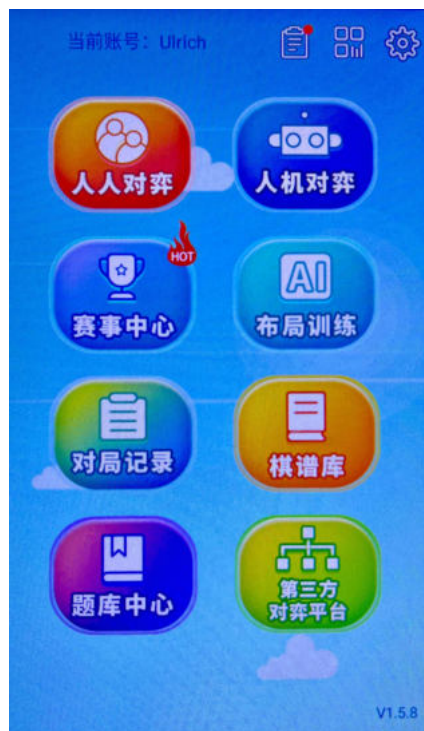 当前账号：Ulrich
人人对弈
人机对弈
HOT
赛事中心
AI
布局训练
对局记录
棋谱库
题库中心
第三方
对弈平台
V1.5.8